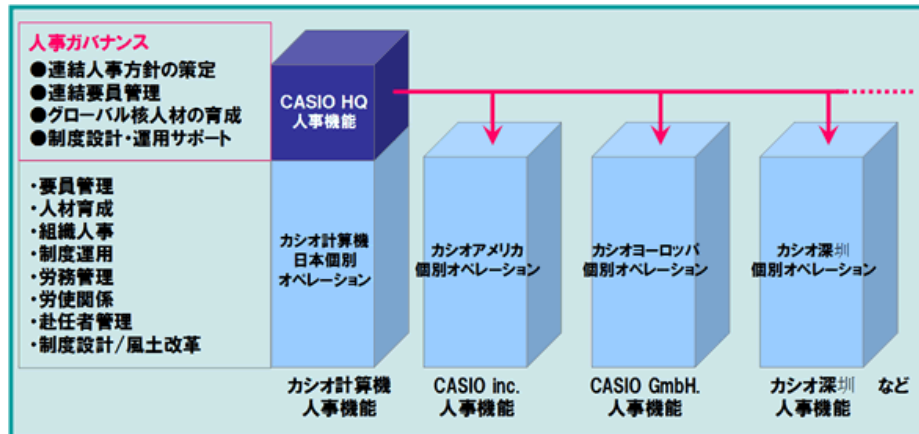 人事ガバナンス
●連結人事方針の策定
●連結要員管理
●グローバル核人材の育成
●制度設計・運用サポート
CASIO HQ
人事機能
・要員管理
・人材育成
・組織人事
・制度運用
・労務管理
・労使関係
・赴任者管理
・制度設計/風土改革
カシオ計算機
日本個別
オペレーション
カシオアメリカ
個別オペレーション
カシオヨーロッパ
個別オペレーション
カシオ深圳
個別オペレーション
カシオ計算機
人事機能
CASIO inc.
人事機能
CASIO GmbH.
人事機能
カシオ深圳 など
人事機能